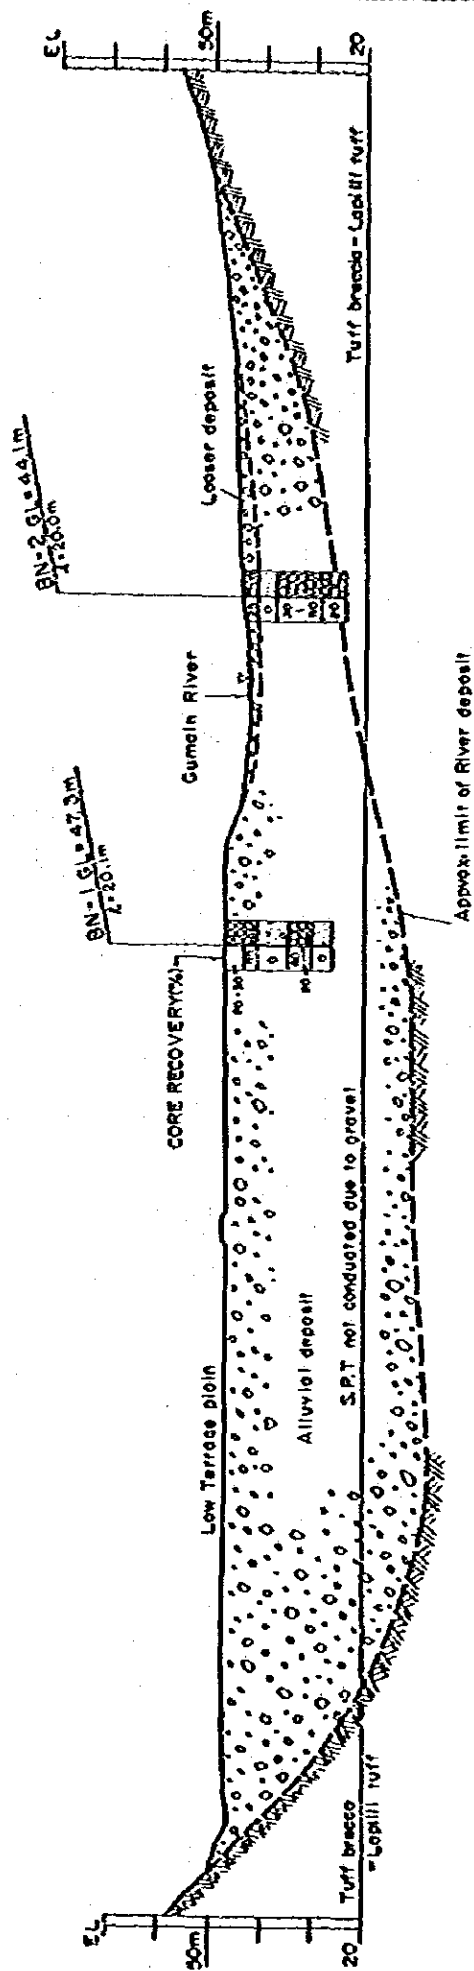 EL
50m
20
Tuff brecca
-Lapilli tuff
Low Terrace plain
Alluvial deposit
S.P.T not conducted due to gravel
CORE RECOVERY(%)
BN-1 GL=47.3m
L=20.1m
Gumain River
BN-2 GL=44.1m
L=20.0m
Looser deposit
Approx. limit of River deposit
Tuff breccia-Lapilli tuff
EL
50m
20